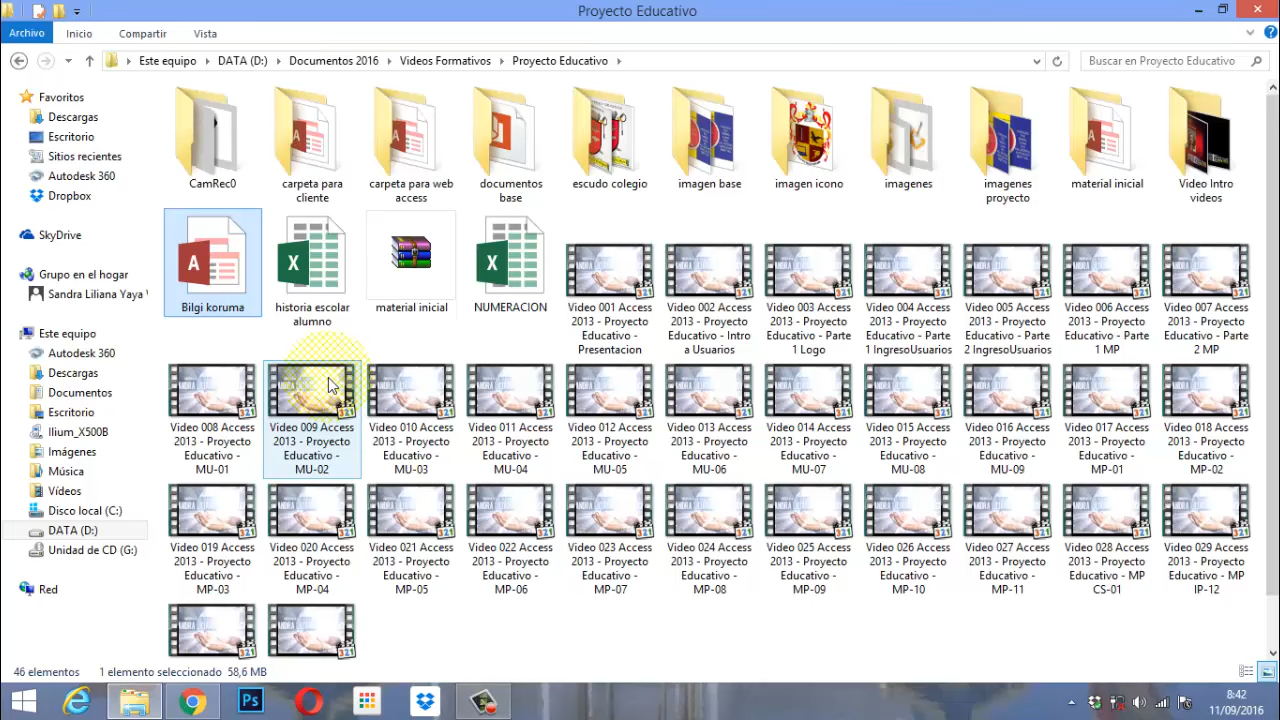 Proyecto Educativo
Archivo Inicio Compartir Vista
Este equipo DATA (D:) Documentos 2016 Videos Formativos Proyecto Educativo
Buscar en Proyecto Educativo
Favoritos
Descargas
Escritorio
Sitios recientes
Autodesk 360
Dropbox
SkyDrive
Grupo en el hogar
Sandra Liliana Yaya
Este equipo
Autodesk 360
Descargas
Documentos
Escritorio
Ilium_X500B
Imágenes
Música
Vídeos
Disco local (C:)
DATA (D:)
Unidad de CD (G:)
Red
CamRec0
carpeta para
cliente
carpeta para web
access
documentos
base
escudo colegio
imagen base
imagen icono
imagenes
imagenes
proyecto
material inicial
Video Intro
videos
Bilgi koruma
historia escolar
alumno
material inicial
NUMERACION
Video 001 Access
2013 - Proyecto
Educativo -
Presentacion
Video 002 Access
2013 - Proyecto
Educativo - Intro
a Usuarios
Video 003 Access
2013 - Proyecto
Educativo - Parte
1 Logo
Video 004 Access
2013 - Proyecto
Educativo - Parte
1 IngresoUsuarios
Video 005 Access
2013 - Proyecto
Educativo - Parte
2 IngresoUsuarios
Video 006 Access
2013 - Proyecto
Educativo - Parte
1 MP
Video 007 Access
2013 - Proyecto
Educativo - Parte
2 MP
Video 008 Access
2013 - Proyecto
Educativo -
MU-01
Video 009 Access
2013 - Proyecto
Educativo -
MU-02
Video 010 Access
2013 - Proyecto
Educativo -
MU-03
Video 011 Access
2013 - Proyecto
Educativo -
MU-04
Video 012 Access
2013 - Proyecto
Educativo -
MU-05
Video 013 Access
2013 - Proyecto
Educativo -
MU-06
Video 014 Access
2013 - Proyecto
Educativo -
MU-07
Video 015 Access
2013 - Proyecto
Educativo -
MU-08
Video 016 Access
2013 - Proyecto
Educativo -
MU-09
Video 017 Access
2013 - Proyecto
Educativo -
MP-01
Video 018 Access
2013 - Proyecto
Educativo -
MP-02
Video 019 Access
2013 - Proyecto
Educativo -
MP-03
Video 020 Access
2013 - Proyecto
Educativo -
MP-04
Video 021 Access
2013 - Proyecto
Educativo -
MP-05
Video 022 Access
2013 - Proyecto
Educativo -
MP-06
Video 023 Access
2013 - Proyecto
Educativo -
MP-07
Video 024 Access
2013 - Proyecto
Educativo -
MP-08
Video 025 Access
2013 - Proyecto
Educativo -
MP-09
Video 026 Access
2013 - Proyecto
Educativo -
MP-10
Video 027 Access
2013 - Proyecto
Educativo -
MP-11
Video 028 Access
2013 - Proyecto
Educativo - MP
CS-01
Video 029 Access
2013 - Proyecto
Educativo - MP
IP-12
46 elementos 1 elemento seleccionado 58,6 MB
8:42
11/09/2016